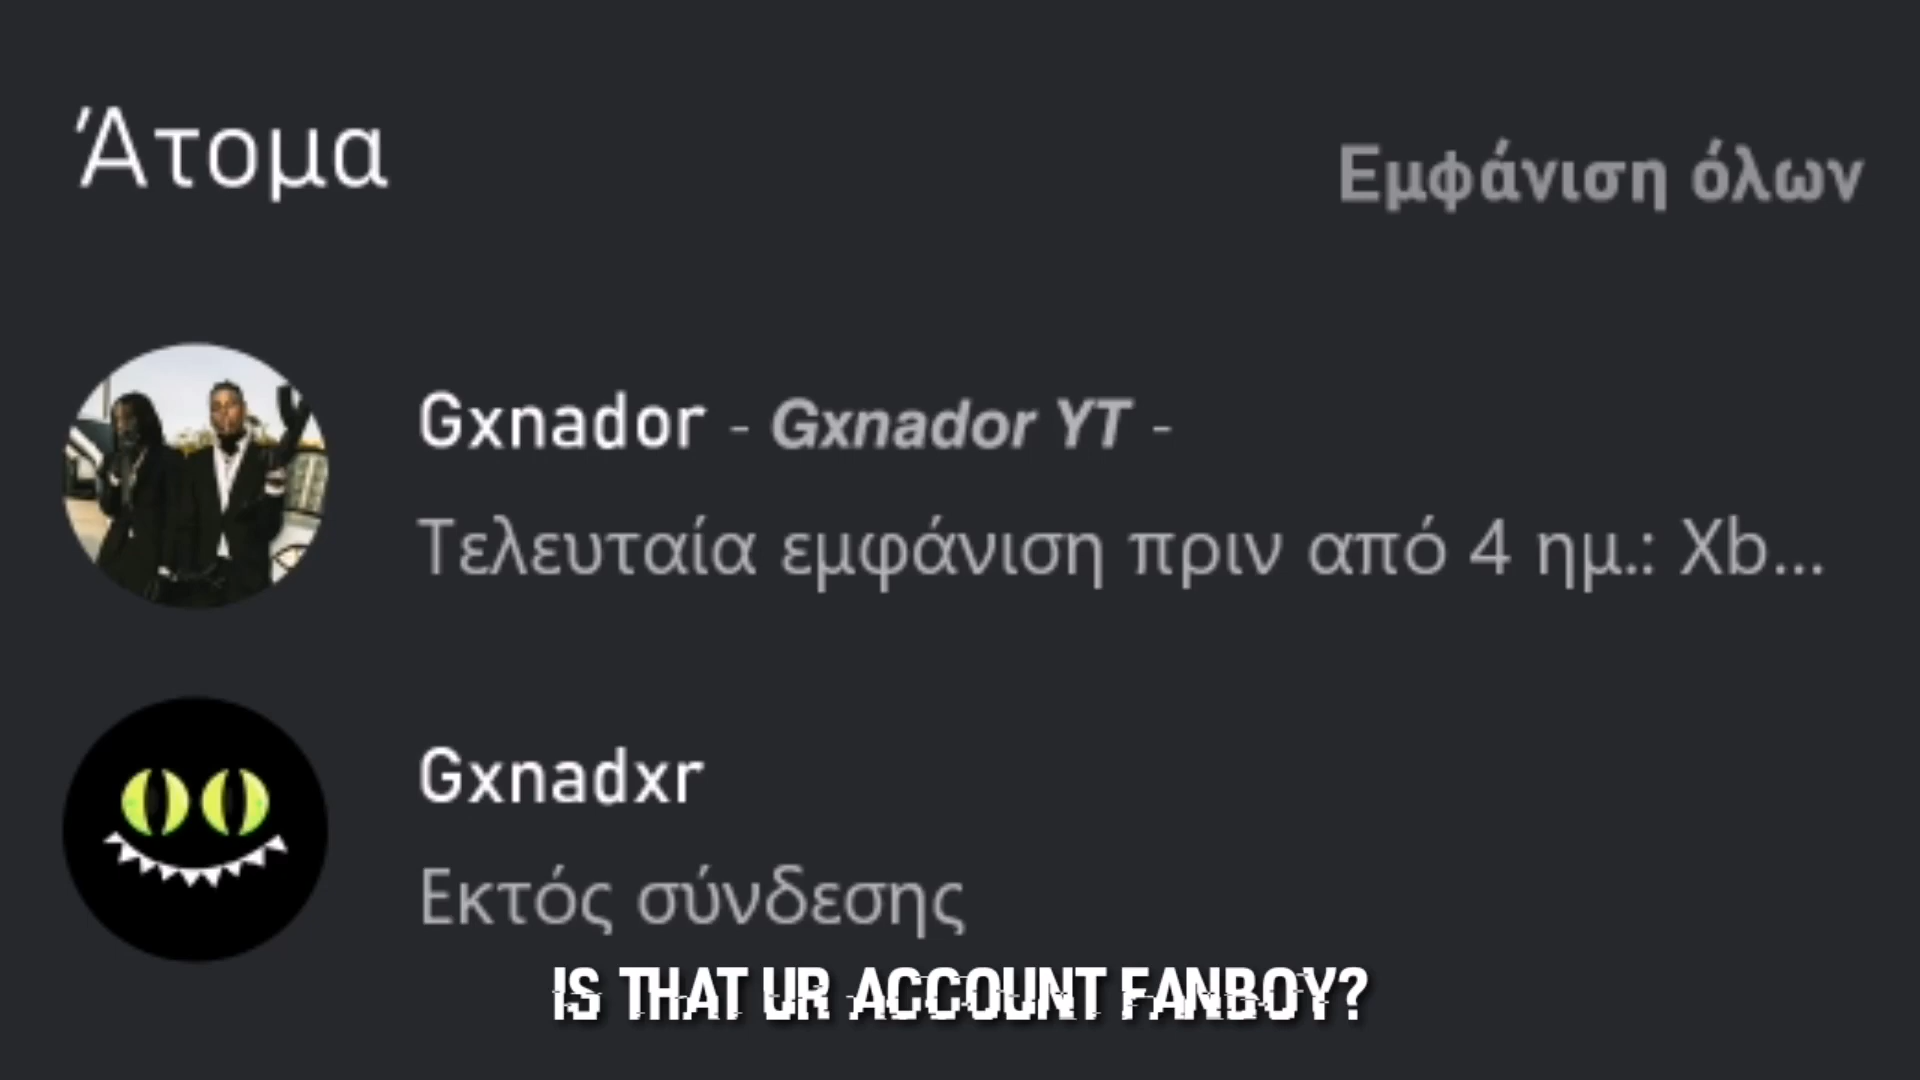 Άτομα
Εμφάνιση όλων
Gxnador - Gxnador YT -
Τελευταία εμφάνιση πριν από 4 ημ.: Xb...
Gxnadxr
Εκτός σύνδεσης
IS THAT UR ACCOUNT FANBOY?